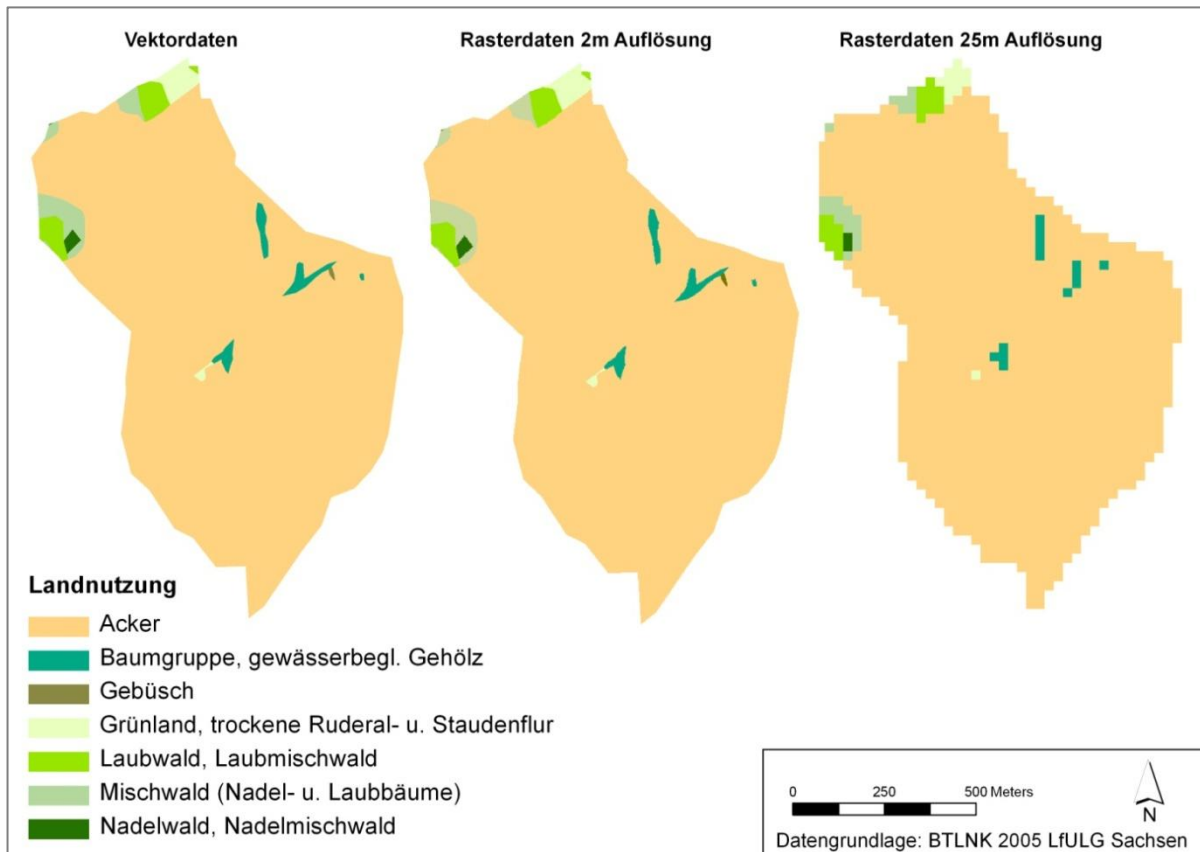 Vektordaten
Rasterdaten 2m Auflösung
Rasterdaten 25m Auflösung
Landnutzung
Acker
Baumgruppe, gewässerbegl. Gehölz
Gebüsch
Grünland, trockene Ruderal- u. Staudenflur
Laubwald, Laubmischwald
Mischwald (Nadel- u. Laubbäume)
Nadelwald, Nadelmischwald
0 250 500 Meters
N
Datengrundlage: BTLNK 2005 LfULG Sachsen